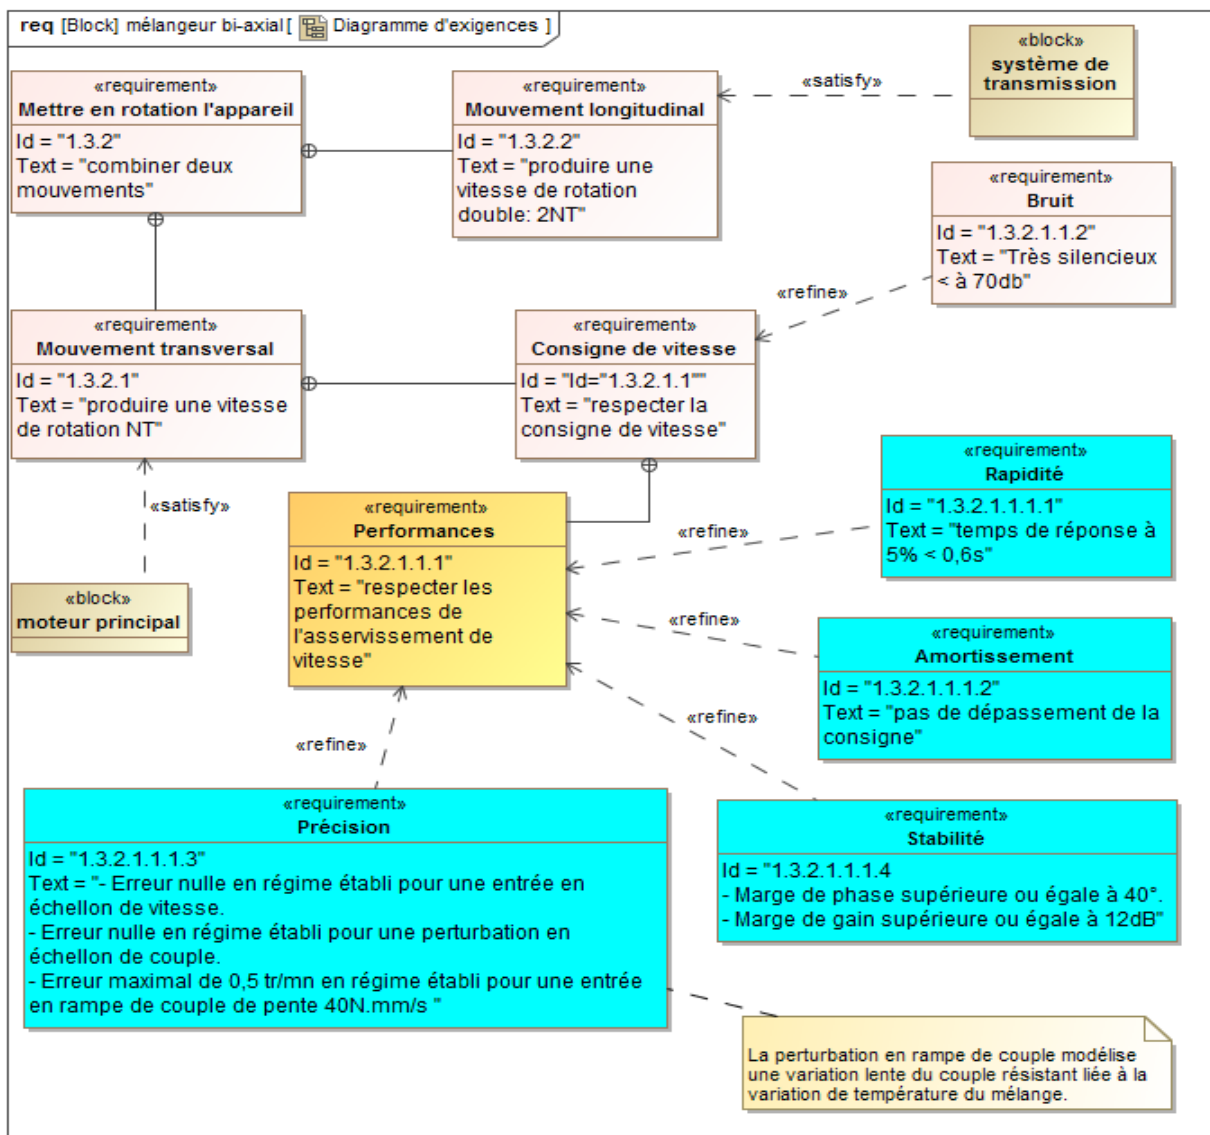 req [Block] mélangeur bi-axial [ Diagramme d'exigences ]
«requirement»
Mettre en rotation l'appareil
Id = "1.3.2"
Text = "combiner deux
mouvements"
«requirement»
Mouvement longitudinal
Id = "1.3.2.2"
Text = "produire une
vitesse de rotation
double: 2NT"
«satisfy»
«block»
système de
transmission
«requirement»
Bruit
Id = "1.3.2.1.1.2"
Text = "Très silencieux
< à 70db"
«refine»
«requirement»
Mouvement transversal
Id = "1.3.2.1"
Text = "produire une vitesse
de rotation NT"
«requirement»
Consigne de vitesse
Id = "Id="1.3.2.1.1""
Text = "respecter la
consigne de vitesse"
«satisfy»
«block»
moteur principal
«requirement»
Performances
Id = "1.3.2.1.1.1"
Text = "respecter les
performances de
l'asservissement de
vitesse"
«refine»
«requirement»
Rapidité
Id = "1.3.2.1.1.1.1"
Text = "temps de réponse à
5% < 0,6s"
«refine»
«requirement»
Amortissement
Id = "1.3.2.1.1.1.2"
Text = "pas de dépassement de la
consigne"
«refine»
«refine»
«requirement»
Précision
Id = "1.3.2.1.1.1.3"
Text = "- Erreur nulle en régime établi pour une entrée en
échellon de vitesse.
- Erreur nulle en régime établi pour une perturbation en
échellon de couple.
- Erreur maximal de 0,5 tr/mn en régime établi pour une entrée
en rampe de couple de pente 40N.mm/s "
«requirement»
Stabilité
Id = "1.3.2.1.1.1.4
- Marge de phase supérieure ou égale à 40°.
- Marge de gain supérieure ou égale à 12dB"
La perturbation en rampe de couple modélise
une variation lente du couple résistant liée à la
variation de température du mélange.